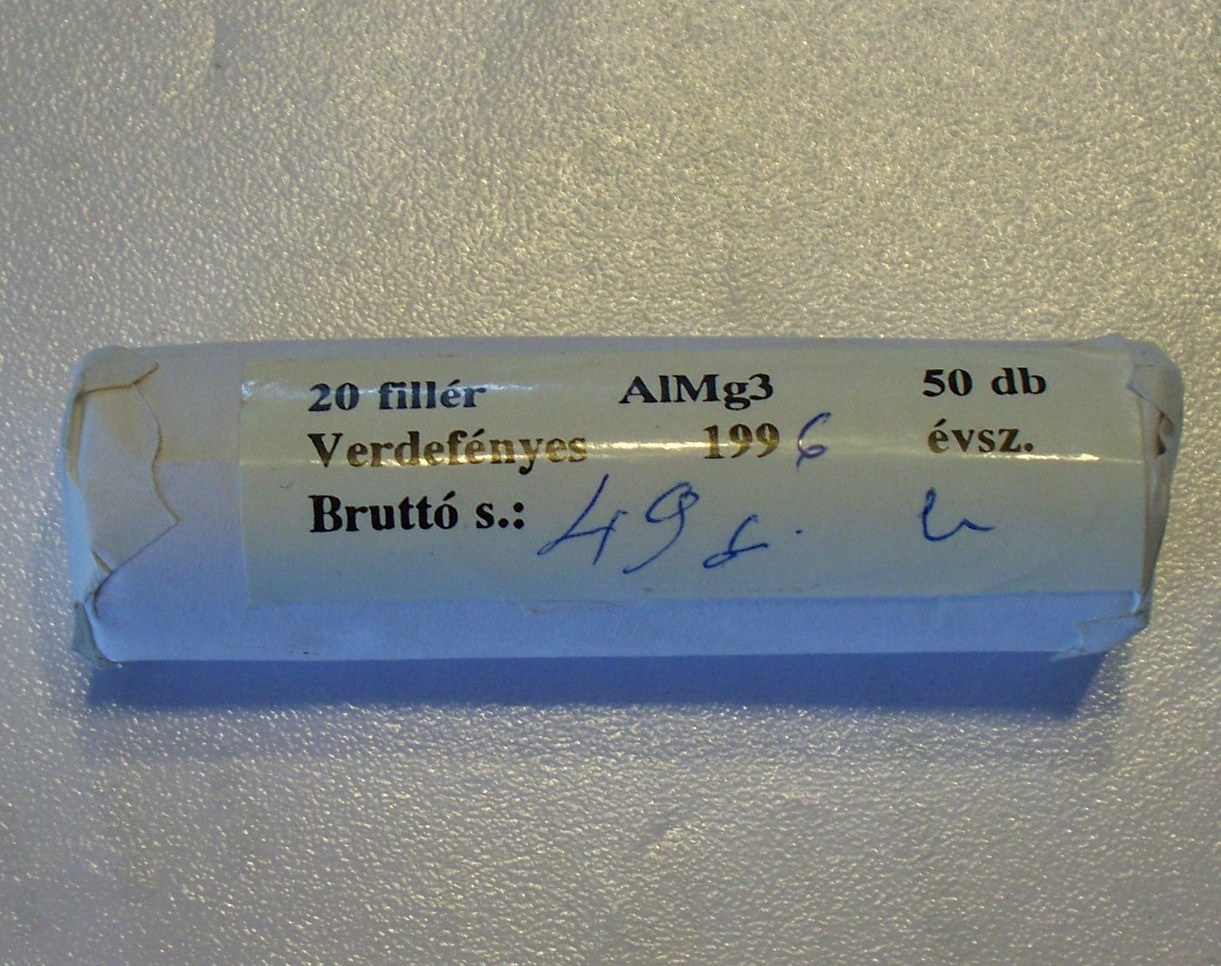 20 fillér AlMg3 50 db
Verdefényes 1996 évsz.
Bruttó s.: 49 g.